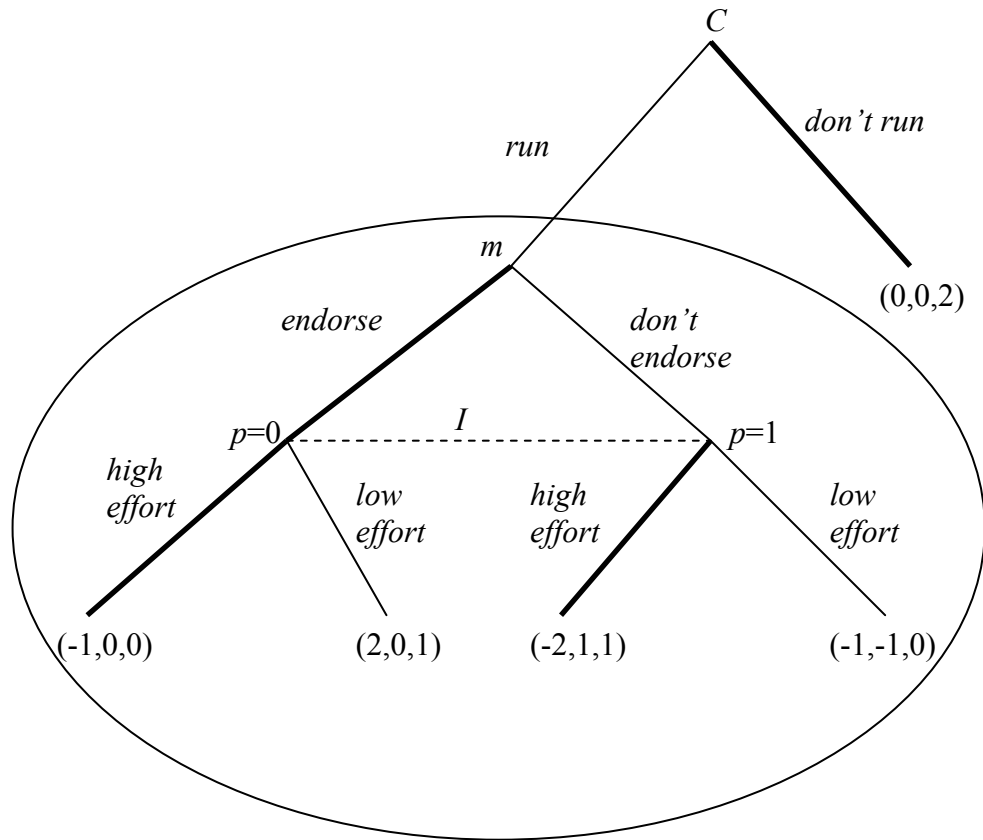 C
don't run
run
m
(0,0,2)
endorse
don't
endorse
p=0
I
p=1
high
effort
low
effort
high
effort
low
effort
(-1,0,0)
(2,0,1)
(-2,1,1)
(-1,-1,0)